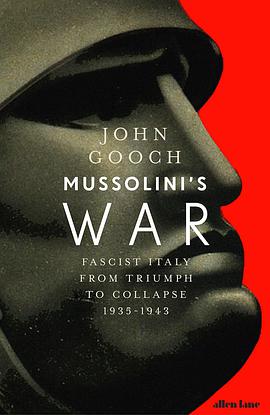 JOHN
GOOCH
MUSSOLINI'S
WAR
FASCIST ITALY
FROM TRIUMPH
TO COLLAPSE
1935-1943
allen lane